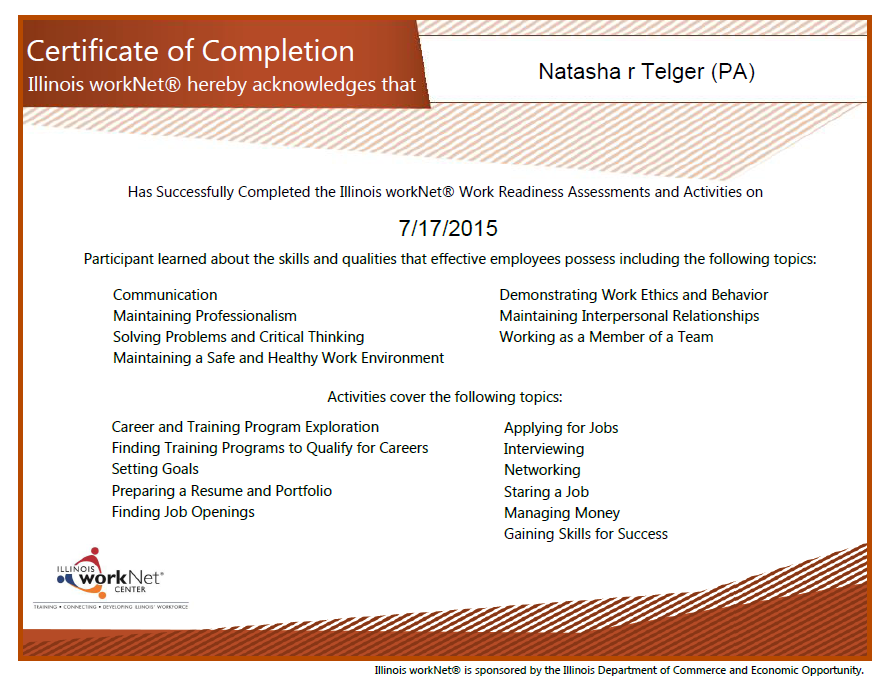 Certificate of Completion
Illinois workNet® hereby acknowledges that
Natasha r Telger (PA)
Has Successfully Completed the Illinois workNet® Work Readiness Assessments and Activities on
7/17/2015
Participant learned about the skills and qualities that effective employees possess including the following topics:
Communication
Maintaining Professionalism
Solving Problems and Critical Thinking
Maintaining a Safe and Healthy Work Environment
Demonstrating Work Ethics and Behavior
Maintaining Interpersonal Relationships
Working as a Member of a Team
Activities cover the following topics:
Career and Training Program Exploration
Finding Training Programs to Qualify for Careers
Setting Goals
Preparing a Resume and Portfolio
Finding Job Openings
Applying for Jobs
Interviewing
Networking
Staring a Job
Managing Money
Gaining Skills for Success
ILLINOIS
workNet®
CENTER
TRAINING • CONNECTING • DEVELOPING ILLINOIS' WORKFORCE
Illinois workNet® is sponsored by the Illinois Department of Commerce and Economic Opportunity.